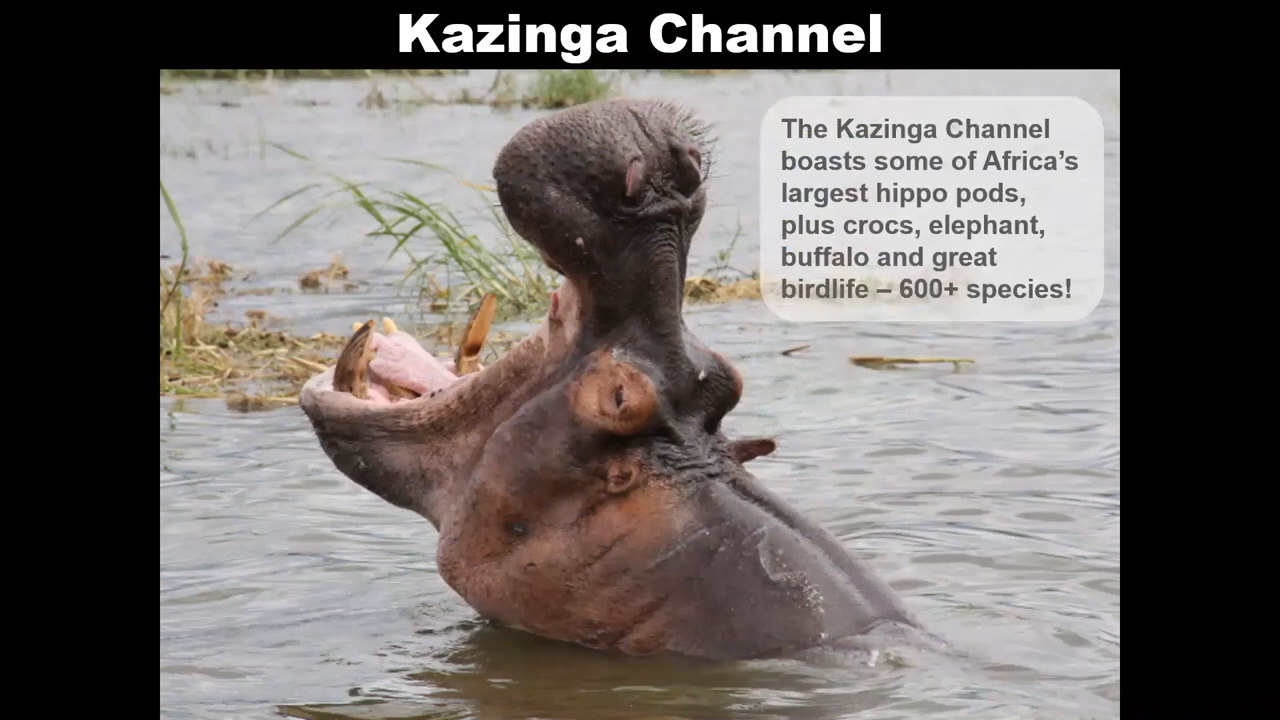 Kazinga Channel
The Kazinga Channel
boasts some of Africa’s
largest hippo pods,
plus crocs, elephant,
buffalo and great
birdlife – 600+ species!